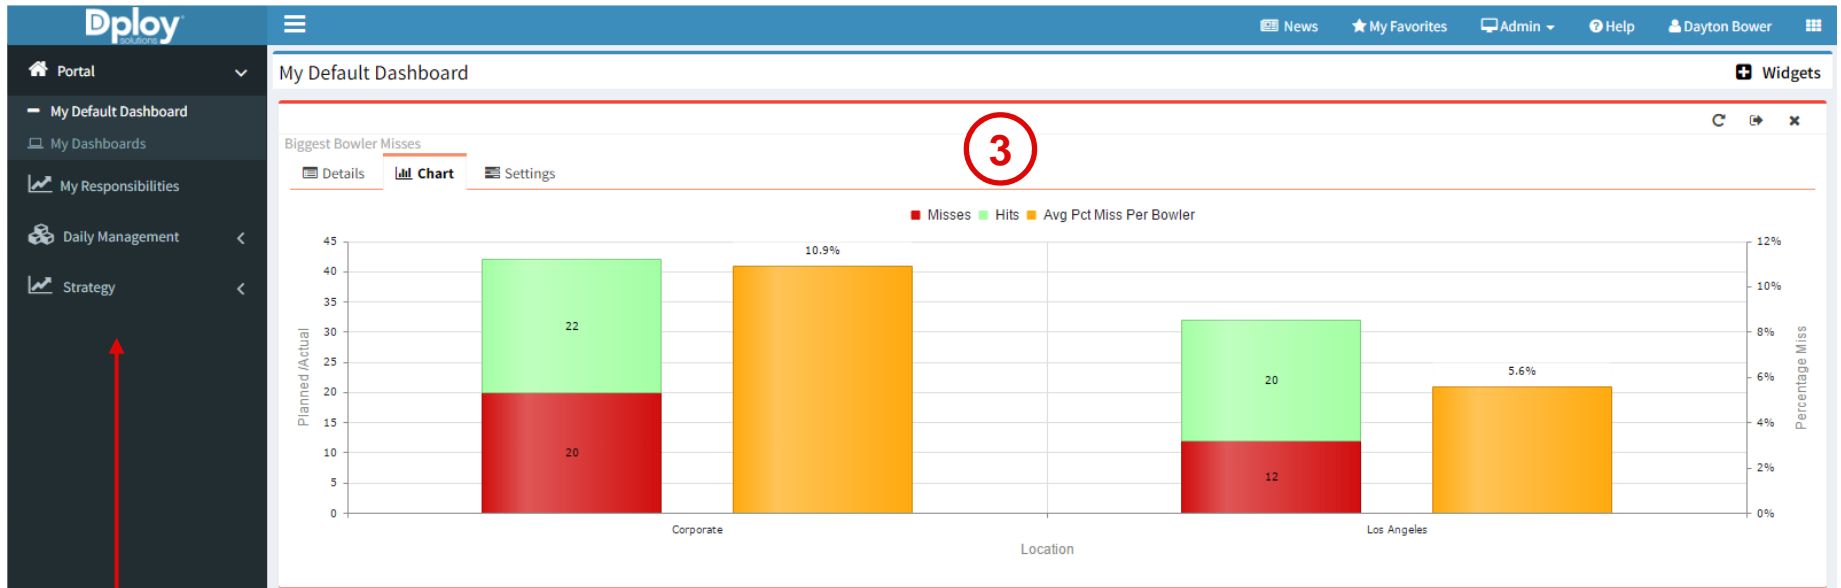 Dploy
solutions
News
My Favorites
Admin
Help
Dayton Bower
Portal
My Default Dashboard
My Dashboards
My Responsibilities
Daily Management
Strategy
My Default Dashboard
Widgets
3
Biggest Bowler Misses
Details
Chart
Settings
Misses Hits Avg Pct Miss Per Bowler
Planned /Actual
45
40
35
30
25
20
15
10
5
0
22
20
10.9%
20
12
5.6%
12%
10%
8%
6%
4%
2%
0%
Percentage Miss
Corporate
Los Angeles
Location